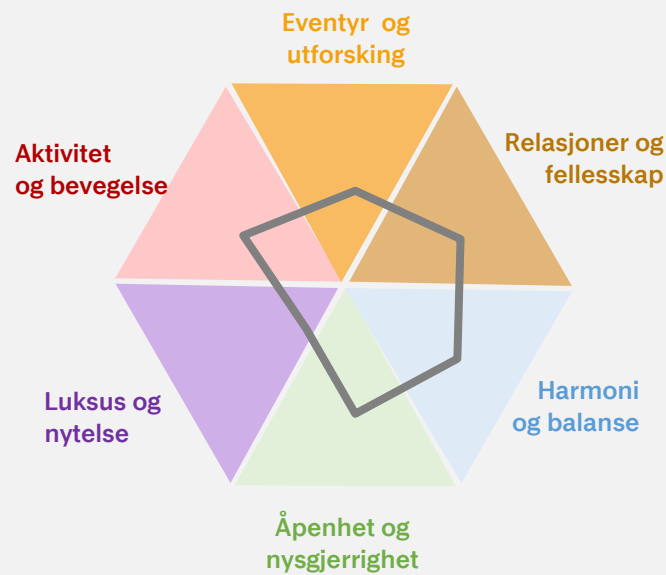 Eventyr og
utforsking
Relasjoner og
fellesskap
Aktivitet
og bevegelse
Harmoni
og balanse
Luksus og
nytelse
Åpenhet og
nysgjerrighet